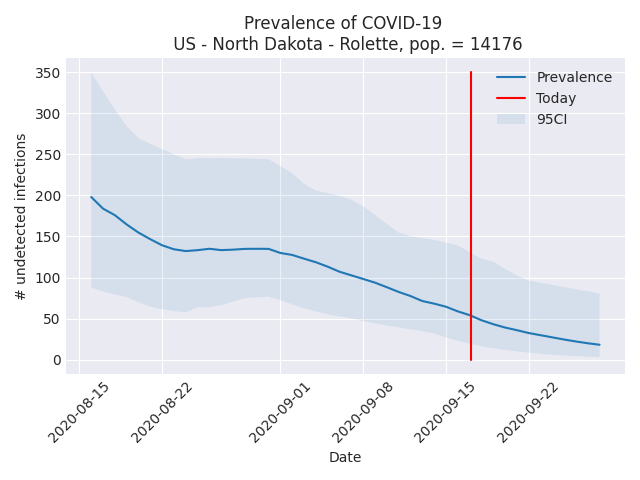 Prevalence of COVID-19
US - North Dakota - Rolette, pop. = 14176
350
300
250
200
150
100
50
0
# undetected infections
Prevalence
Today
95CI
2020-08-15
2020-08-22
2020-09-01
2020-09-08
2020-09-15
2020-09-22
Date